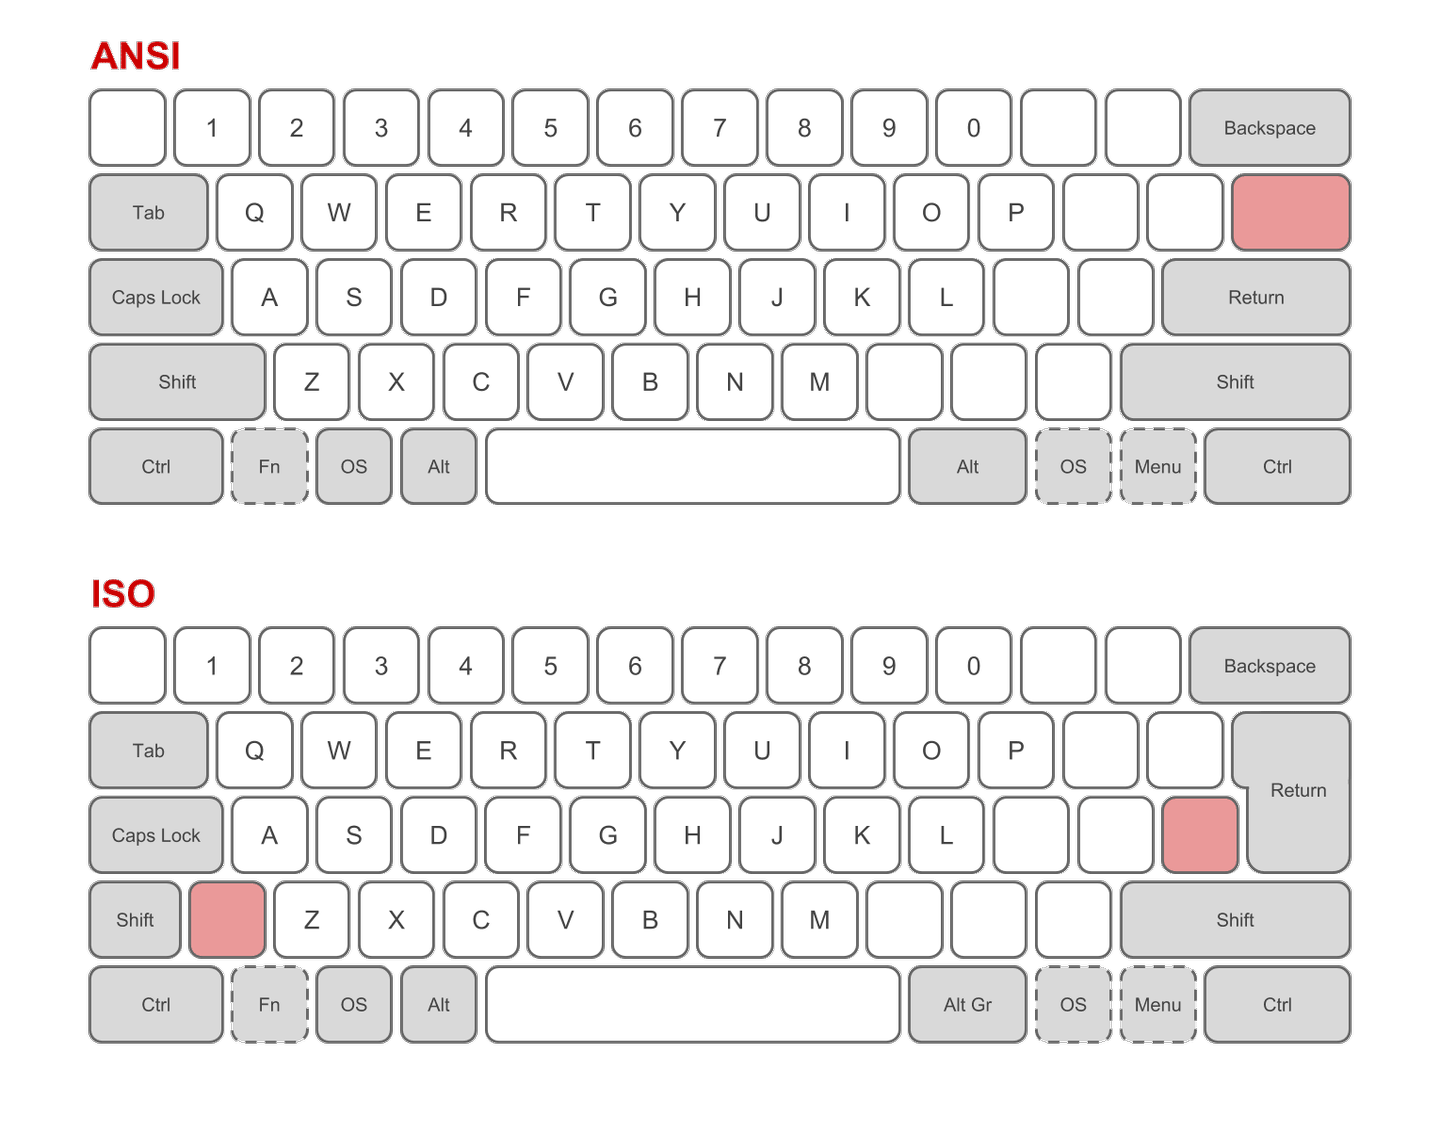 ANSI
1 2 3 4 5 6 7 8 9 0 Backspace
Tab Q W E R T Y U I O P
Caps Lock A S D F G H J K L Return
Shift Z X C V B N M Shift
Ctrl Fn OS Alt Alt OS Menu Ctrl
ISO
1 2 3 4 5 6 7 8 9 0 Backspace
Tab Q W E R T Y U I O P
Return
Caps Lock A S D F G H J K L
Shift Z X C V B N M Shift
Ctrl Fn OS Alt Alt Gr OS Menu Ctrl